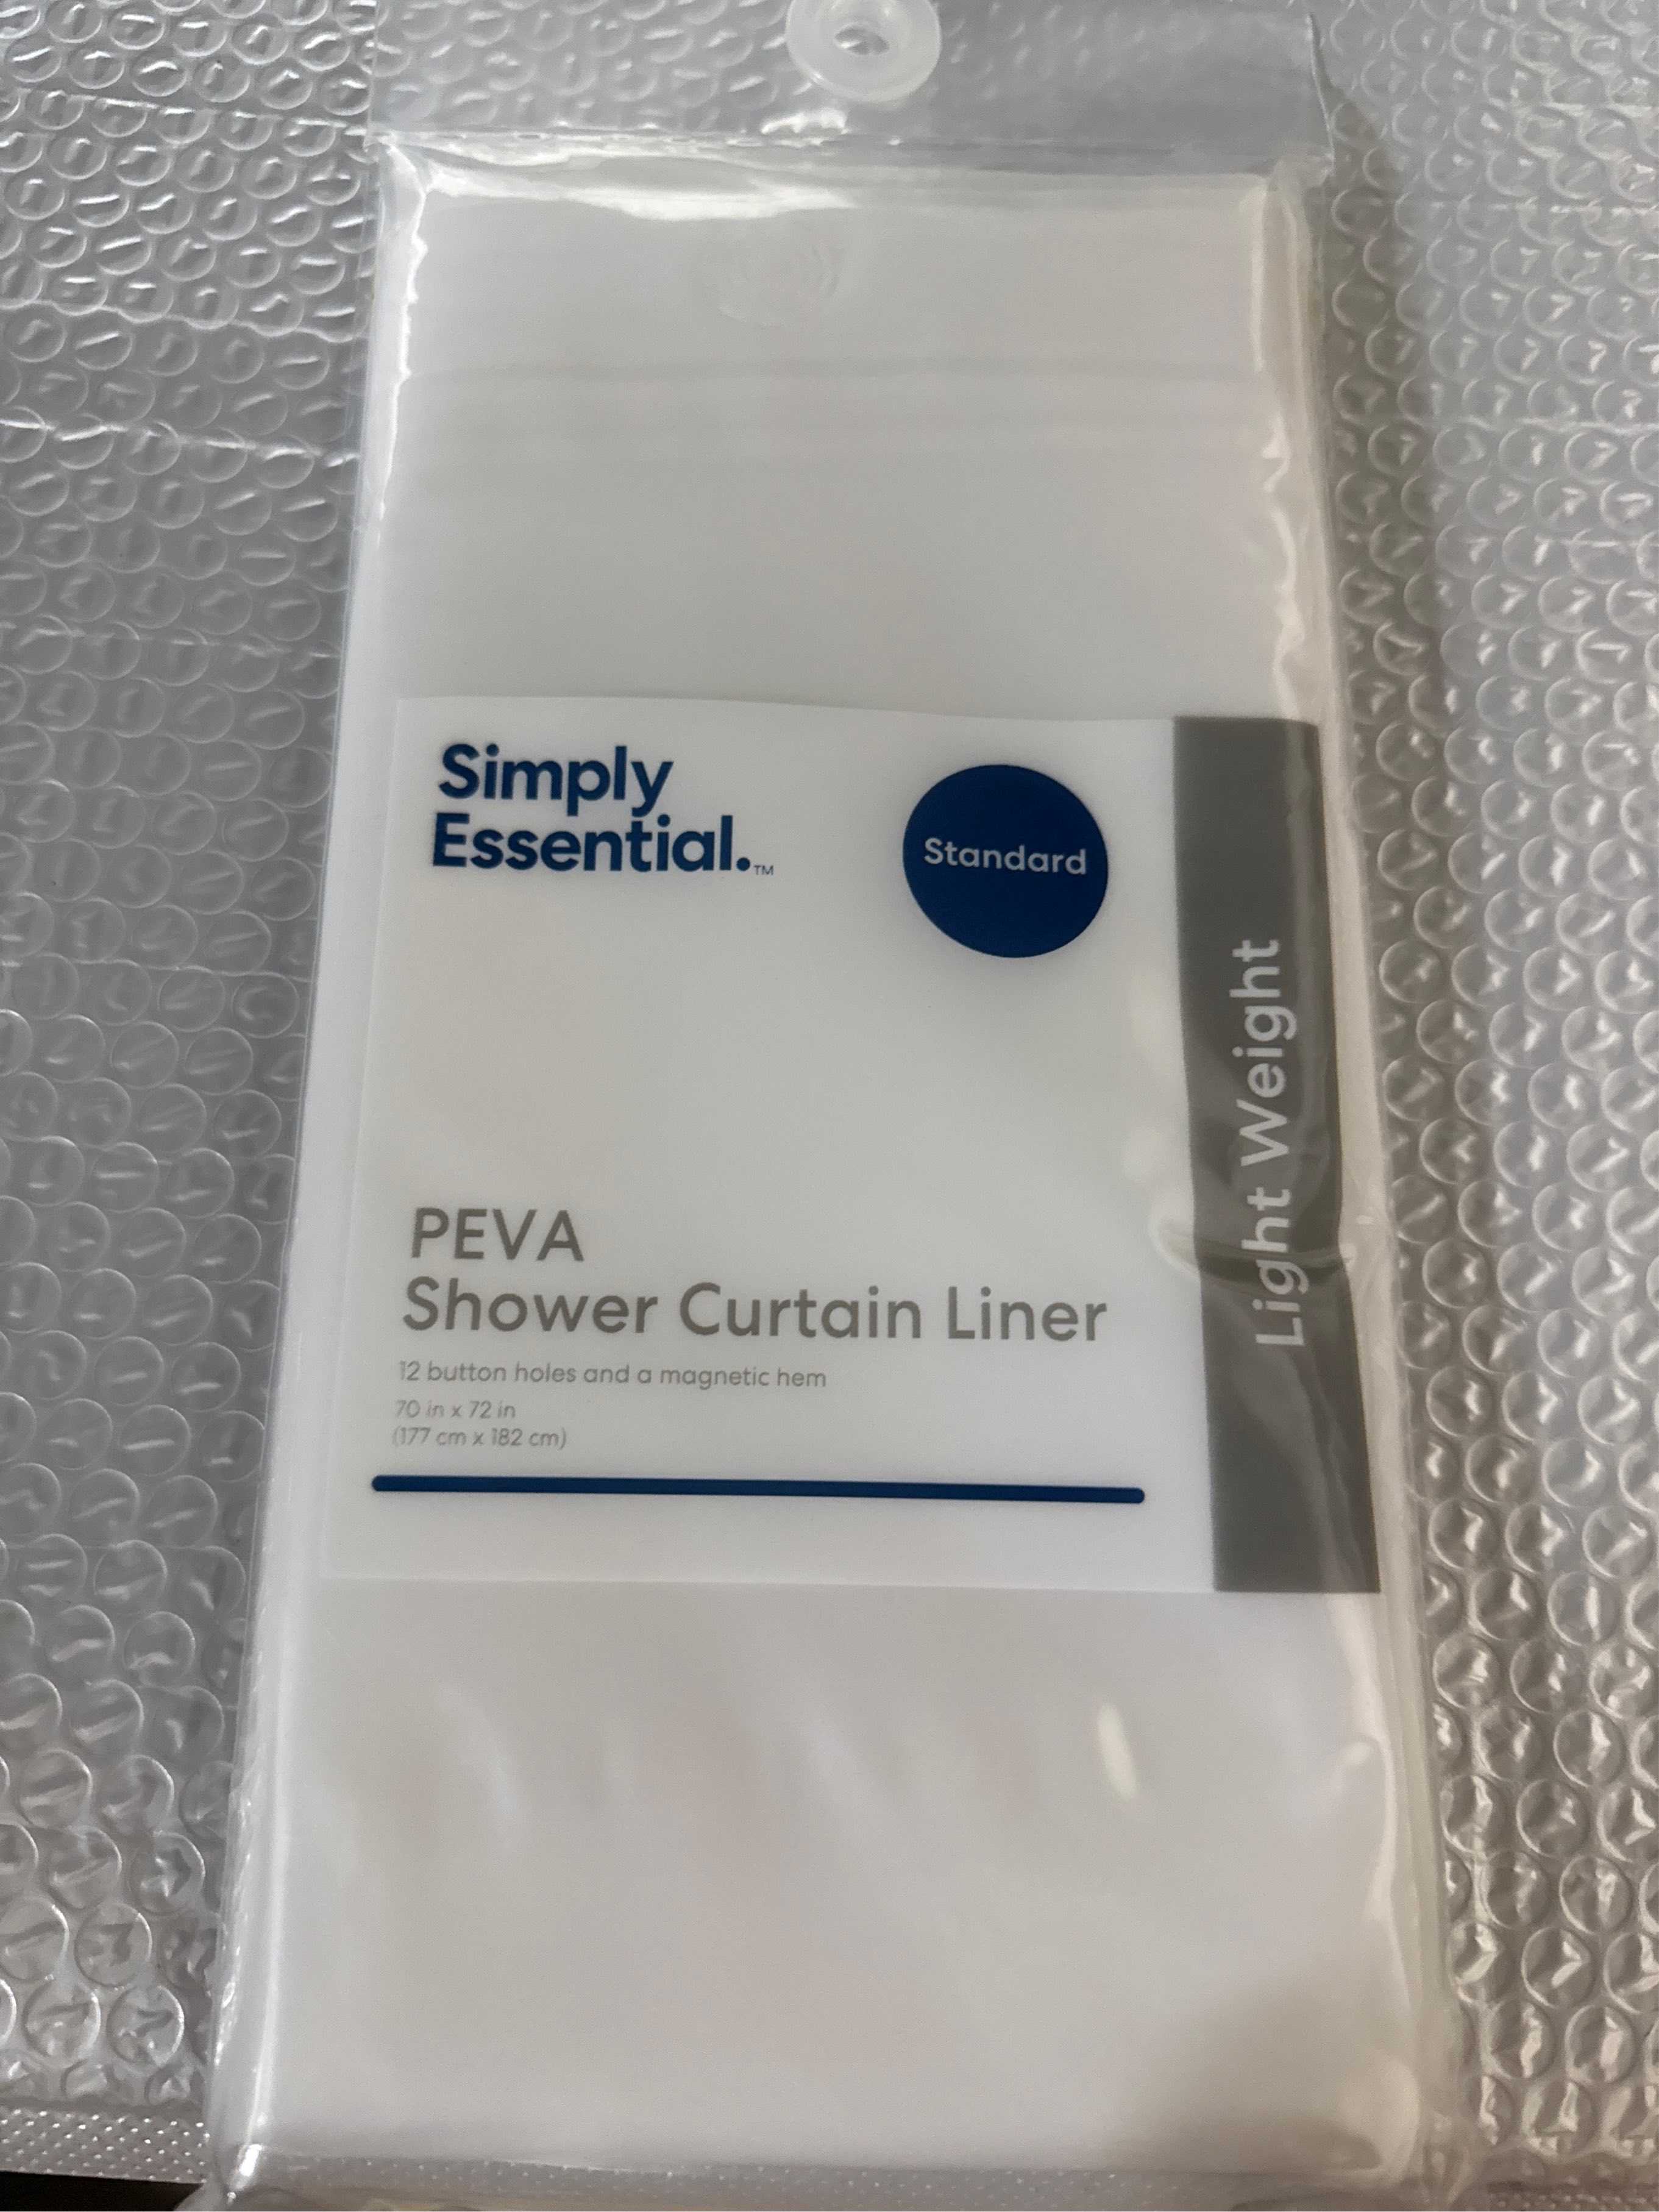 Simply
Essential.™
Standard
Light Weight
PEVA
Shower Curtain Liner
12 button holes and a magnetic hem
70 in x 72 in
(177 cm x 182 cm)